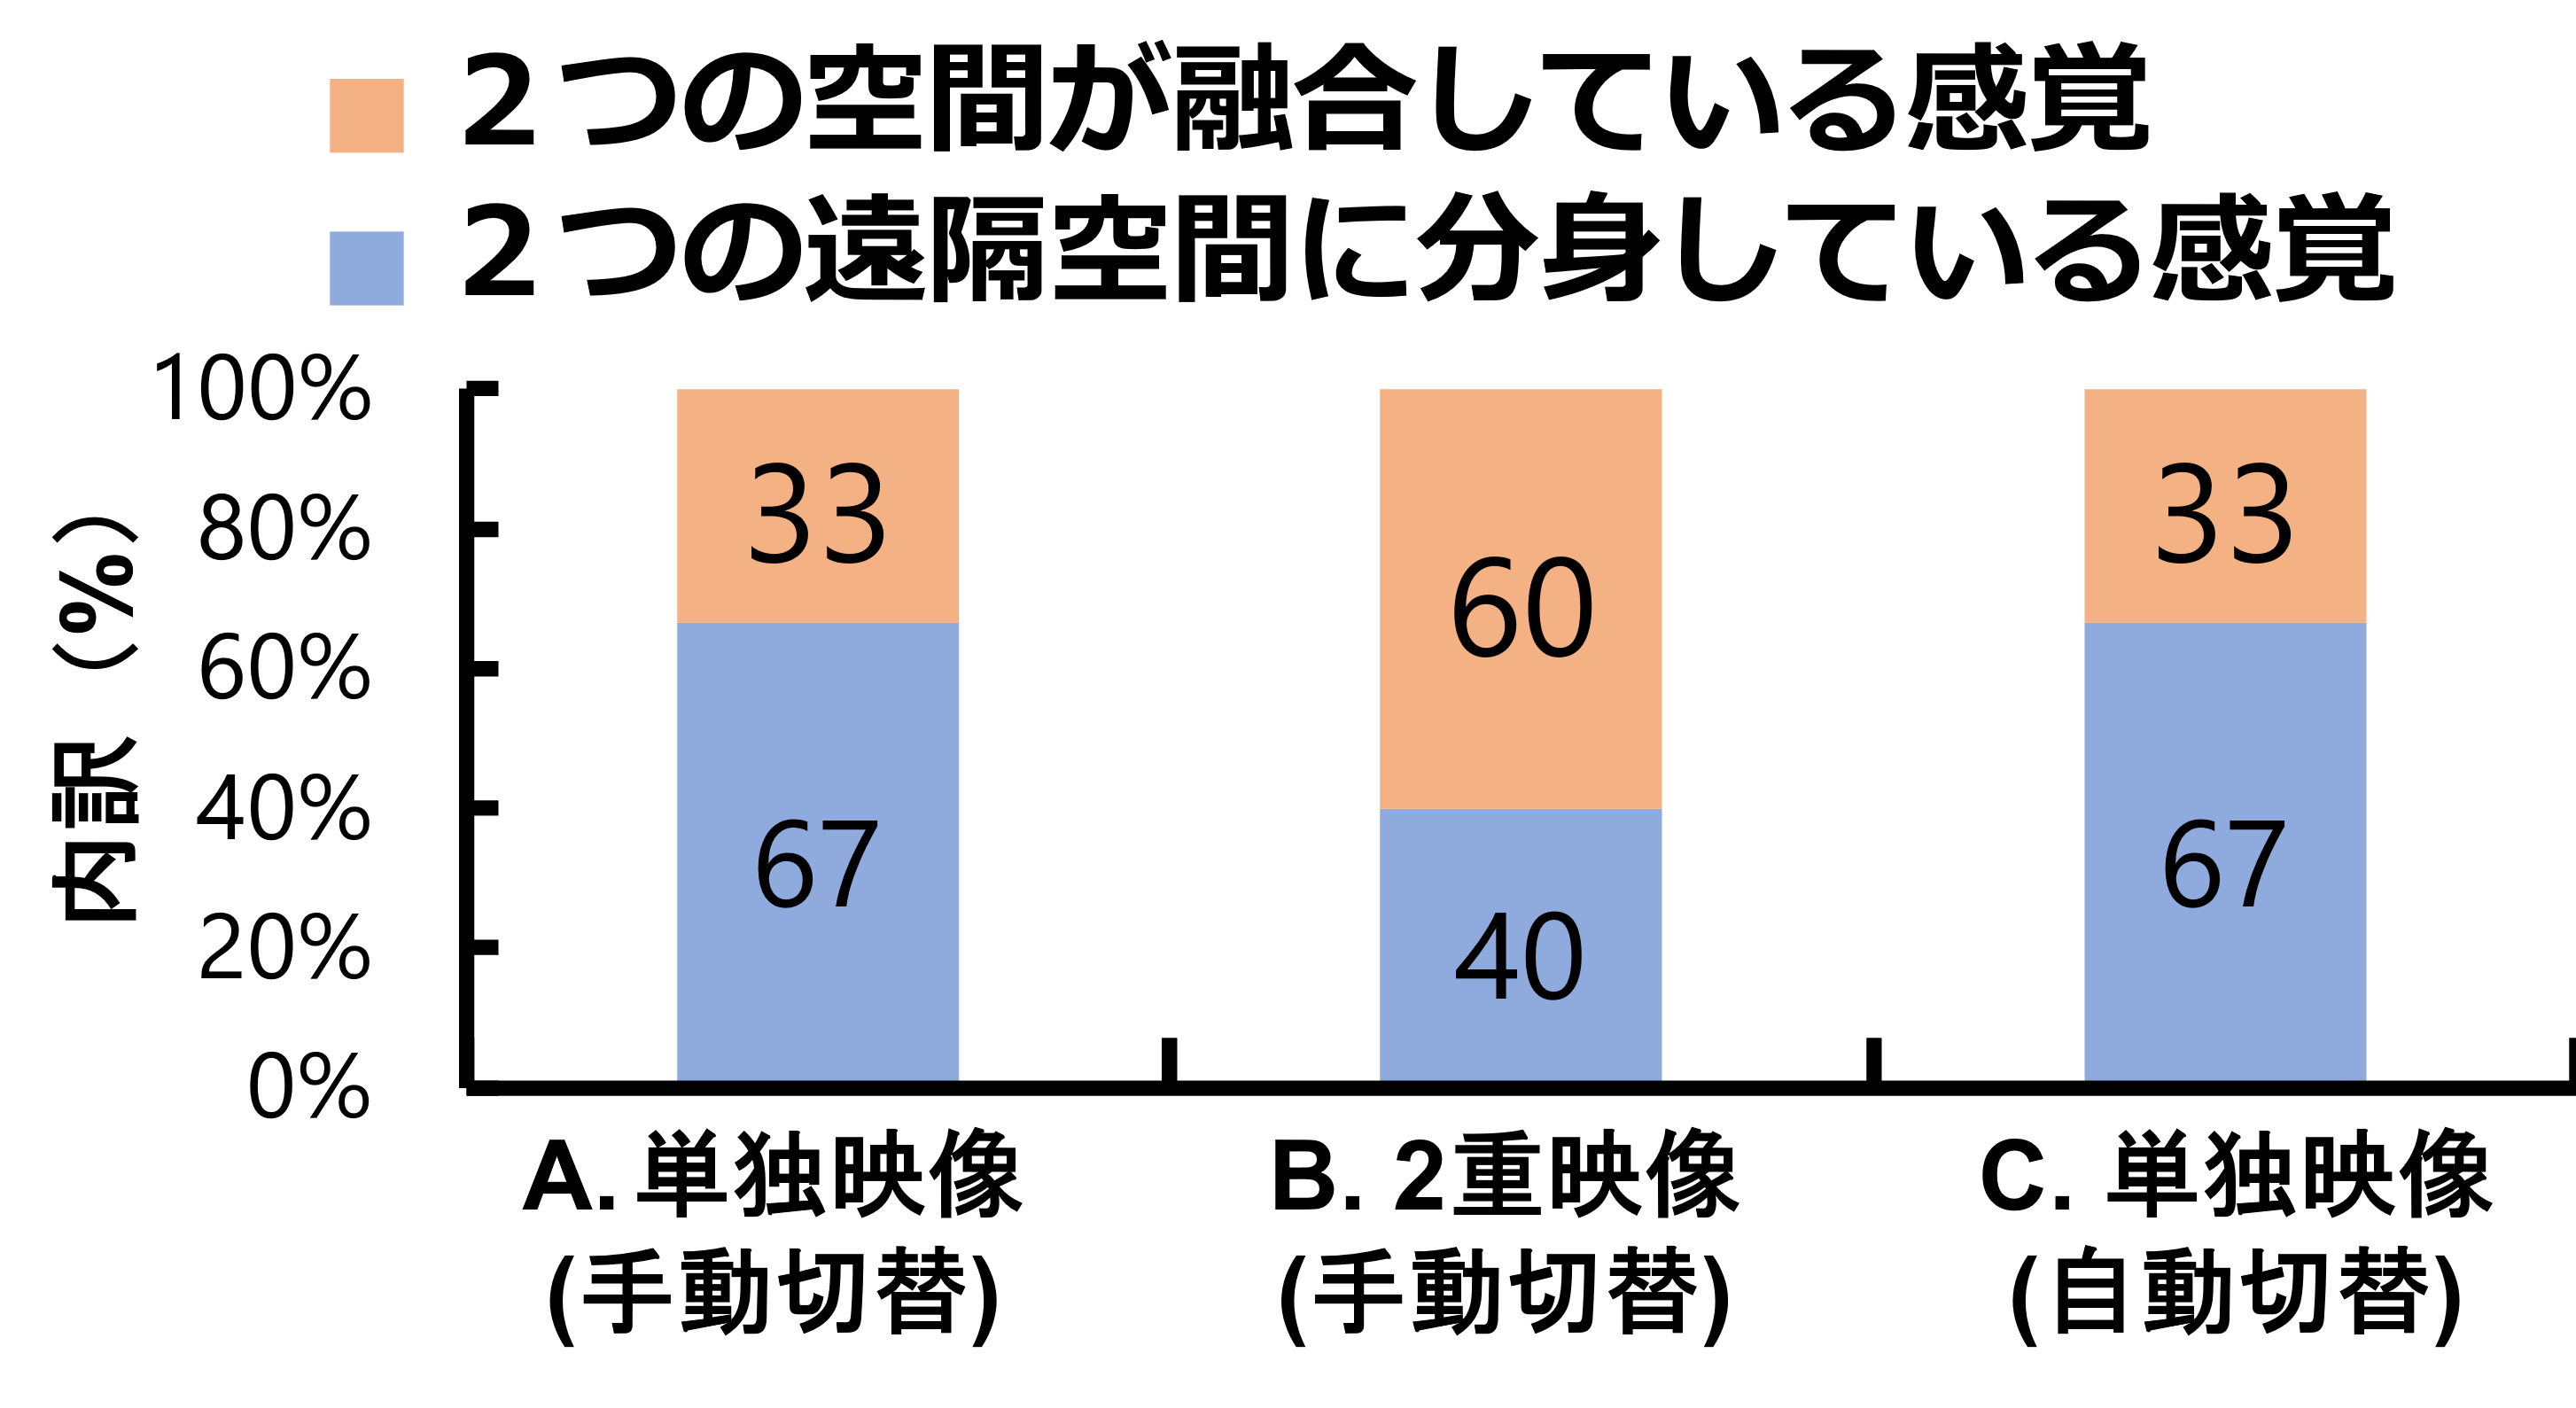 ２つの空間が融合している感覚
２つの遠隔空間に分身している感覚
内訳（%）
100%
80%
60%
40%
20%
0%
33
67
60
40
33
67
A. 単独映像
(手動切替)
B. 2重映像
(手動切替)
C. 単独映像
(自動切替)